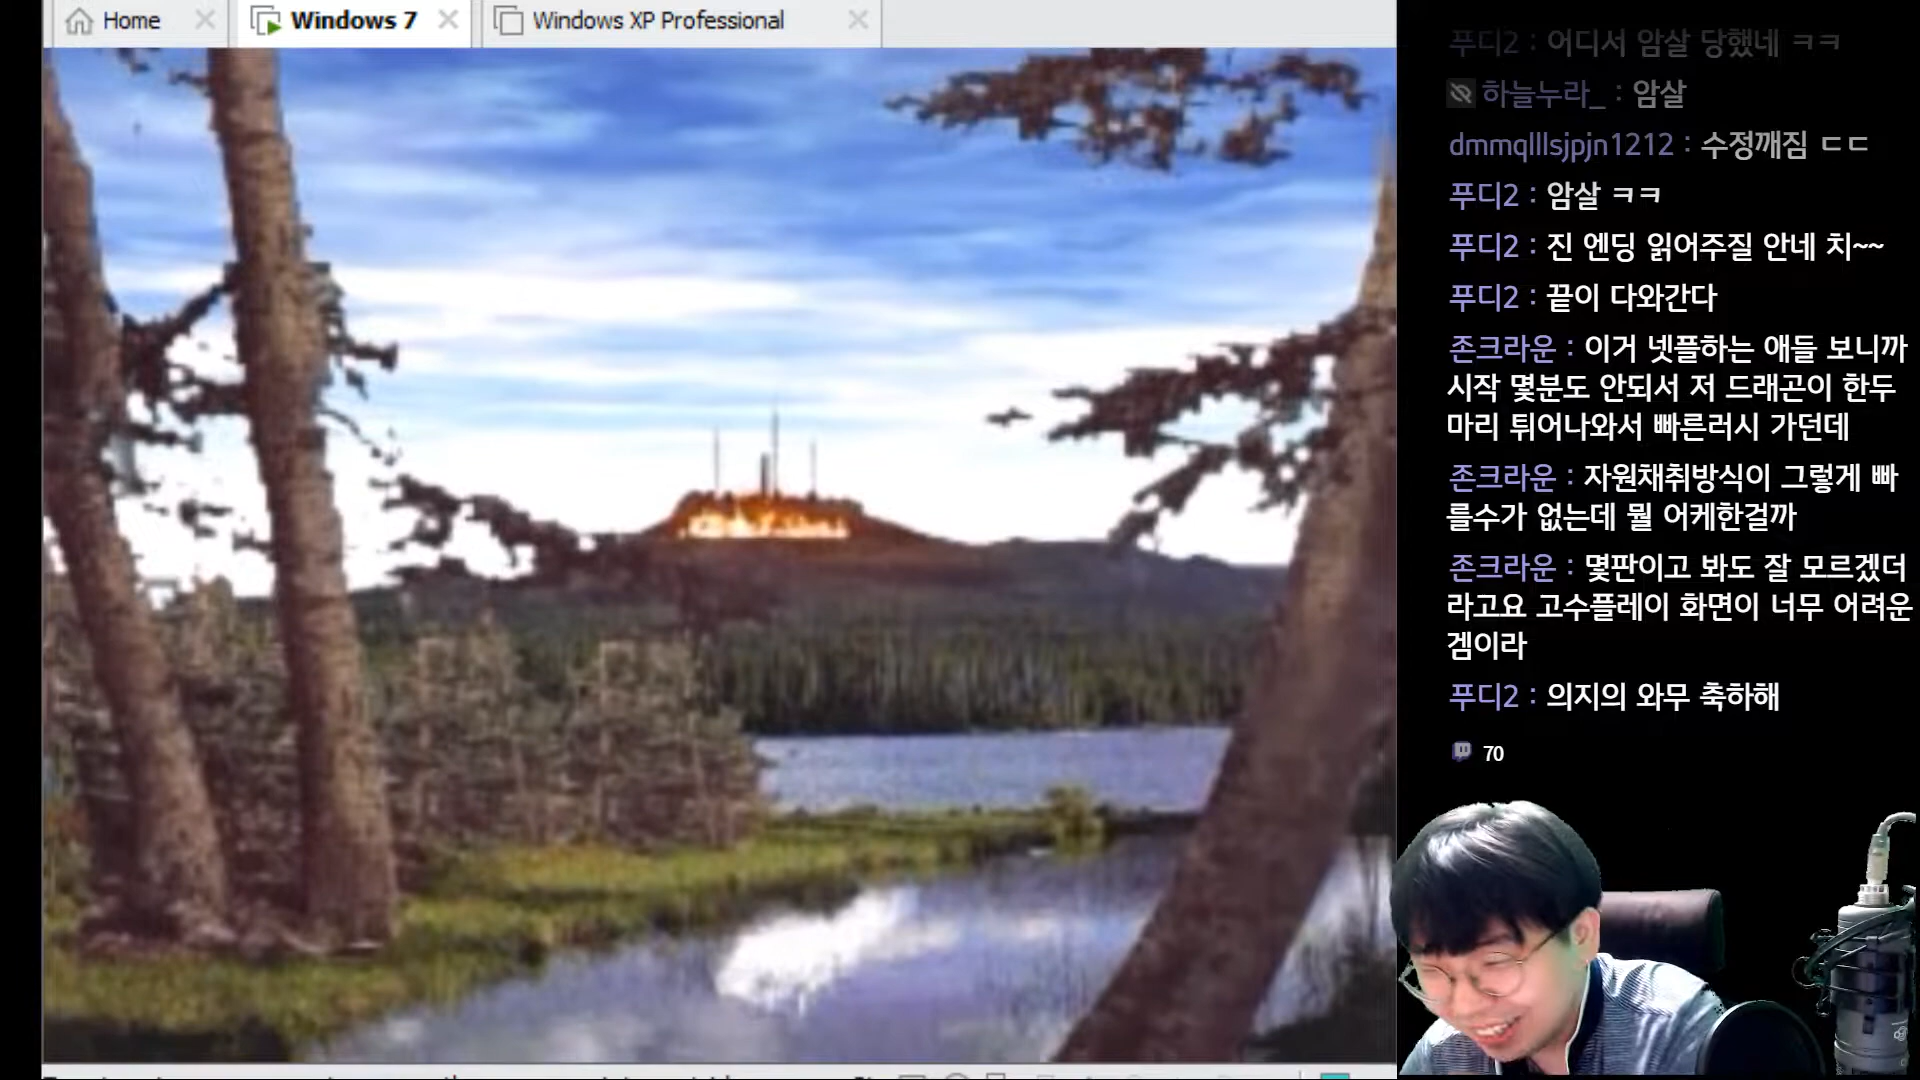 Home
Windows 7
Windows XP Professional
푸디2 : 어디서 암살 당했네 ㅋㅋ
하늘누라_ : 암살
dmmqlllsjpjn1212 : 수정깨짐 ㄷㄷ
푸디2 : 암살 ㅋㅋ
푸디2 : 진 엔딩 읽어주질 안네 치~~
푸디2 : 끝이 다와간다
존크라운 : 이거 넷플하는 애들 보니까
시작 몇분도 안되서 저 드래곤이 한두
마리 튀어나와서 빠른러시 가던데
존크라운 : 자원채취방식이 그렇게 빠
를수가 없는데 뭘 어케한걸까
존크라운 : 몇판이고 봐도 잘 모르겠더
라고요 고수플레이 화면이 너무 어려운
겜이라
푸디2 : 의지의 와무 축하해
70